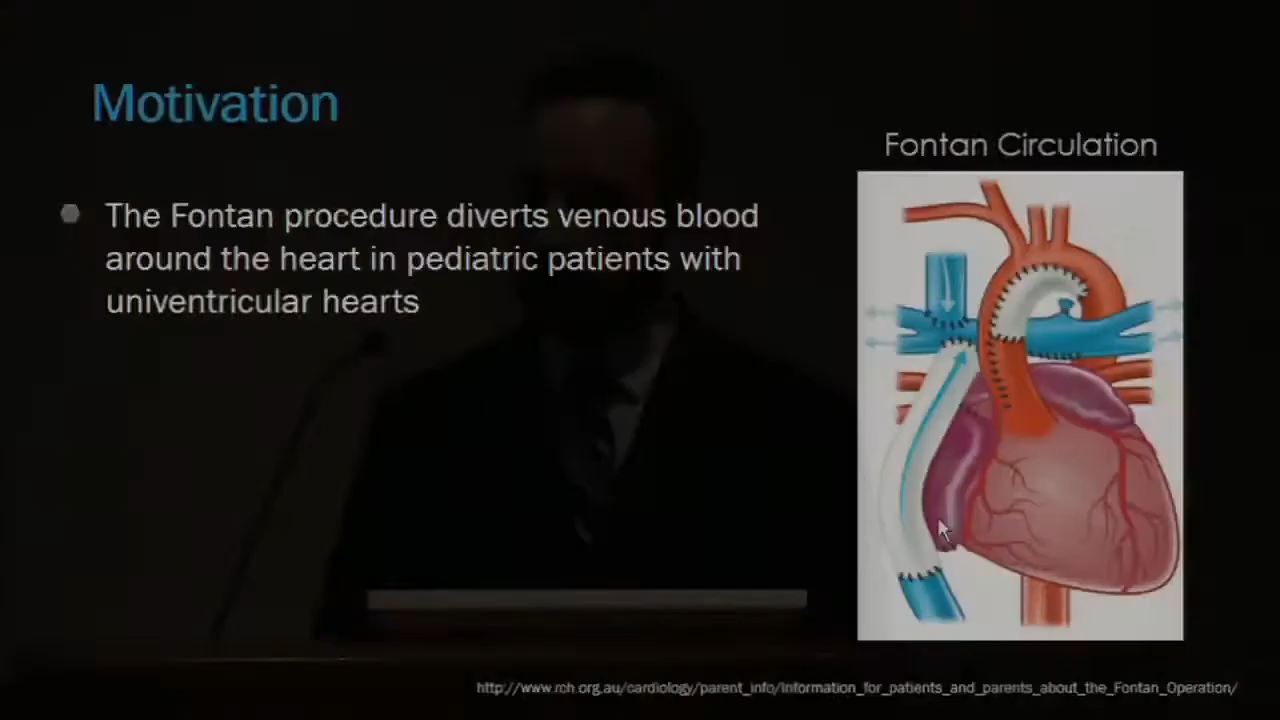 Motivation
The Fontan procedure diverts venous blood
around the heart in pediatric patients with
univentricular hearts
Fontan Circulation
http://www.rch.org.au/cardiology/parent_info/Information_for_patients_and_parents_about_the_Fontan_Operation/